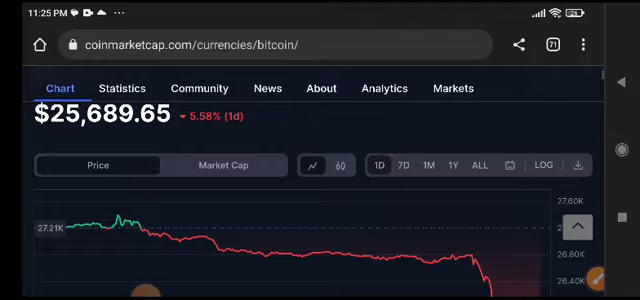 11:25 PM
coinmarketcap.com/currencies/bitcoin/
71
Chart Statistics Community News About Analytics Markets
$25,689.65 5.58% (1d)
Price Market Cap 1D 7D 1M 1Y ALL LOG
27.60K
27.21K
26.80K
26.40K